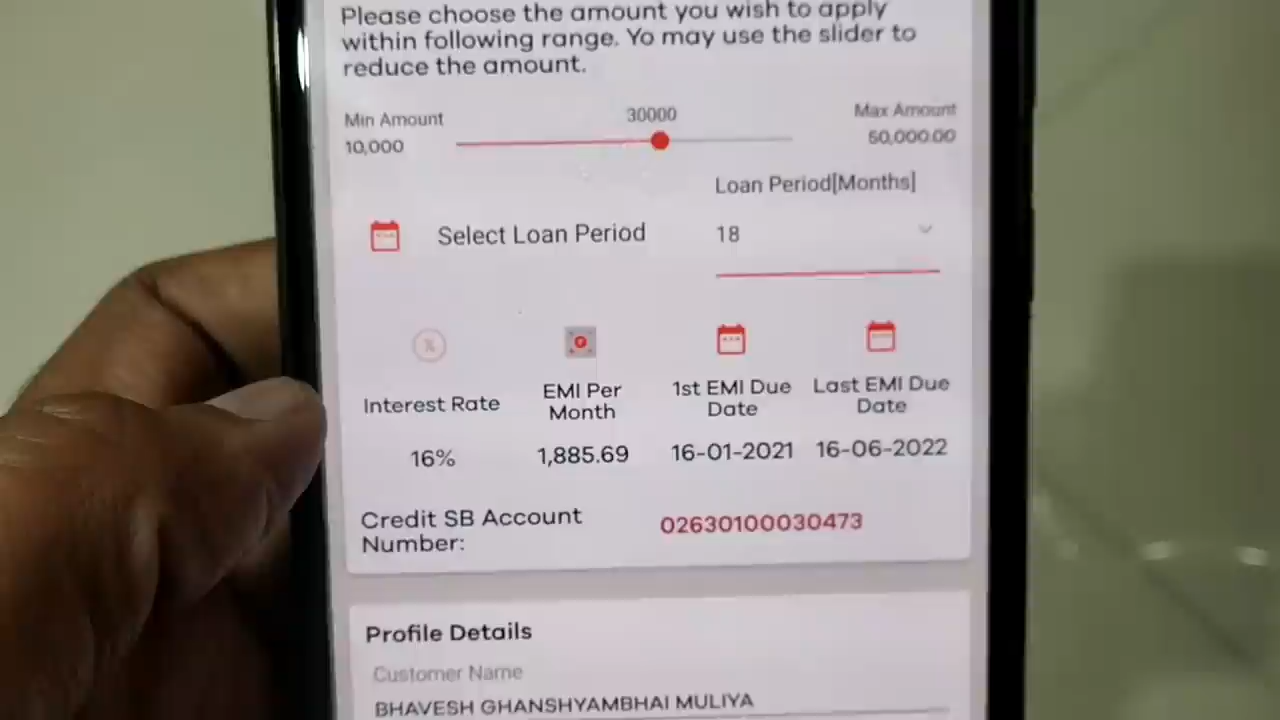 Please choose the amount you wish to apply
within following range. Yo may use the slider to
reduce the amount.
Min Amount 30000 Max Amount
10,000 50,000.00
Loan Period[Months]
Select Loan Period 18
Interest Rate EMI Per Month 1st EMI Due Date Last EMI Due Date
16% 1,885.69 16-01-2021 16-06-2022
Credit SB Account
Number: 02630100030473
Profile Details
Customer Name
BHAVESH GHANSHYAMBHAI MULIYA